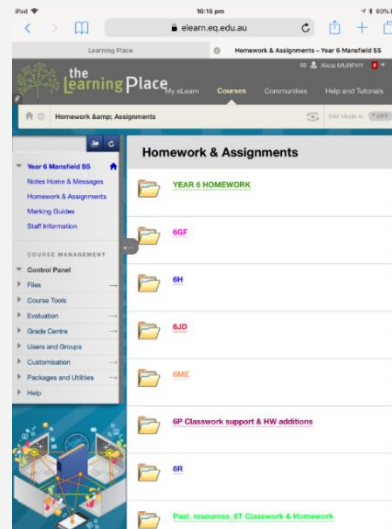 iPad
10:15 pm
80%
elearn.eq.edu.au
Learning Place
Homework & Assignments – Year 6 Mansfield SS
the Learning Place
Alicia MURPHY
My eLearn Courses Communities Help and Tutorials
Homework &amp; Assignments
Edit Mode is: OFF
Year 6 Mansfield SS
Notes Home & Messages
Homework & Assignments
Marking Guides
Staff Information
COURSE MANAGEMENT
Control Panel
Files
Course Tools
Evaluation
Grade Centre
Users and Groups
Customisation
Packages and Utilities
Help
Homework & Assignments
YEAR 6 HOMEWORK
6GF
6H
6JD
6ME
6P Classwork support & HW additions
6R
Past_resources_6T Classwork & Homework